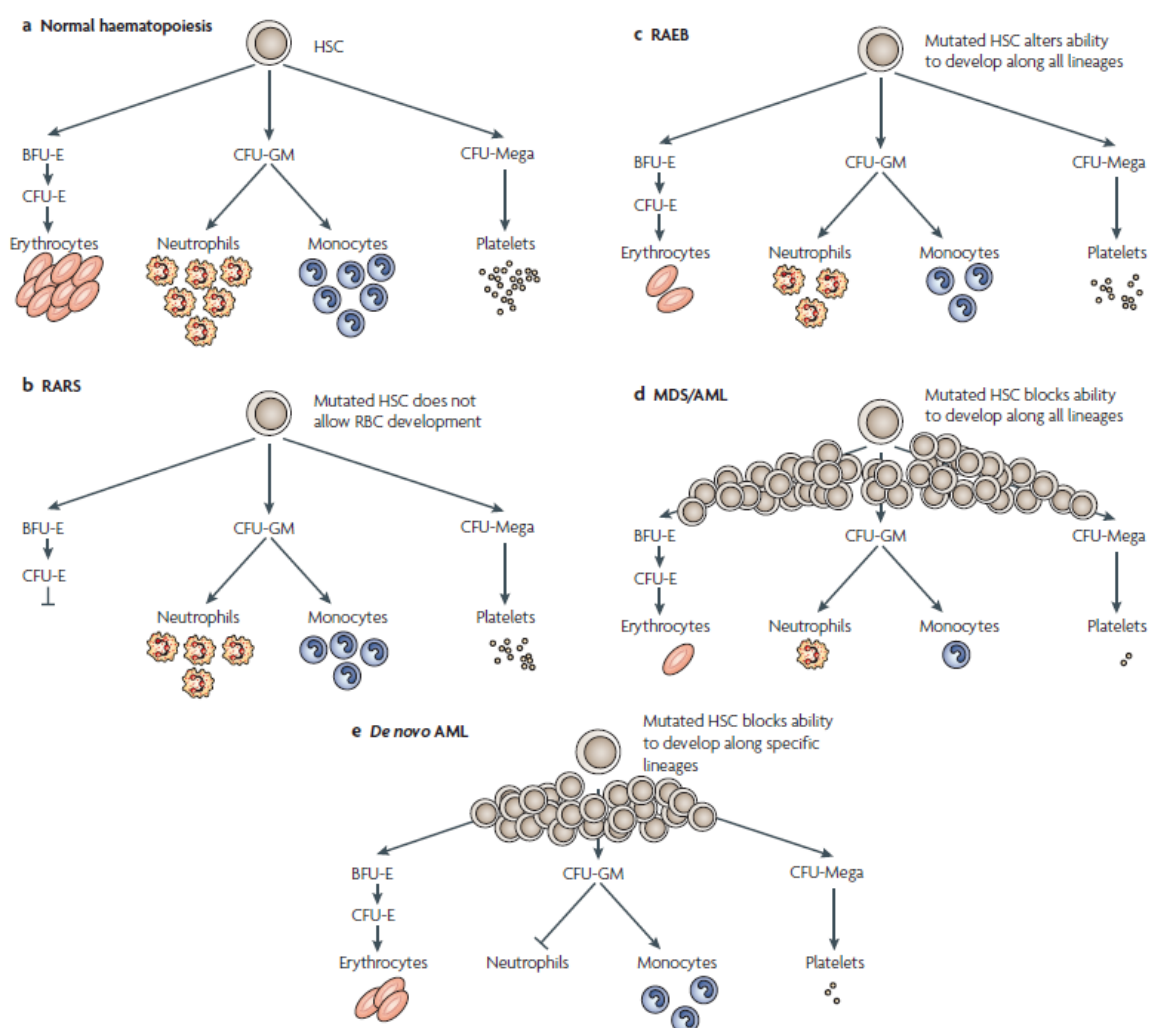 a Normal haematopoiesis
HSC
BFU-E
CFU-GM
CFU-Mega
CFU-E
Erythrocytes
Neutrophils
Monocytes
Platelets
b RARS
Mutated HSC does not
allow RBC development
BFU-E
CFU-GM
CFU-Mega
CFU-E
Neutrophils
Monocytes
Platelets
c RAEB
Mutated HSC alters ability
to develop along all lineages
BFU-E
CFU-GM
CFU-Mega
CFU-E
Erythrocytes
Neutrophils
Monocytes
Platelets
d MDS/AML
Mutated HSC blocks ability
to develop along all lineages
BFU-E
CFU-GM
CFU-Mega
CFU-E
Erythrocytes
Neutrophils
Monocytes
Platelets
e De novo AML
Mutated HSC blocks ability
to develop along specific
lineages
BFU-E
CFU-GM
CFU-Mega
CFU-E
Erythrocytes
Neutrophils
Monocytes
Platelets